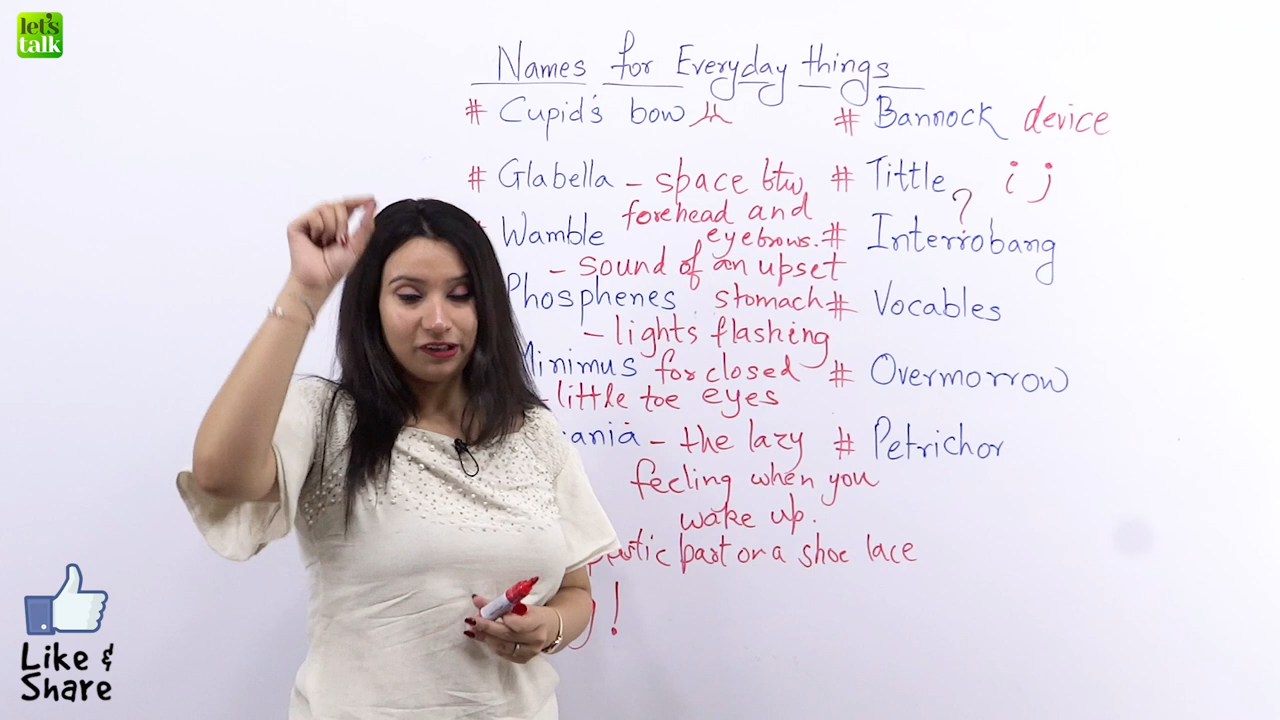 let's
talk
Names for Everyday things
# Cupid's bow
# Glabella - space btw
forehead and
eyebrows.
Wamble
- sound of an upset
stomach
Phosphenes
- lights flashing
for closed
eyes
Minimus
- little toe
ania - the lazy
feeling when you
wake up.
part on a shoe lace
!
# Bannock device
# Tittle i j
?
# Interrobang
# Vocables
# Overmorrow
# Petrichor
Like &
Share